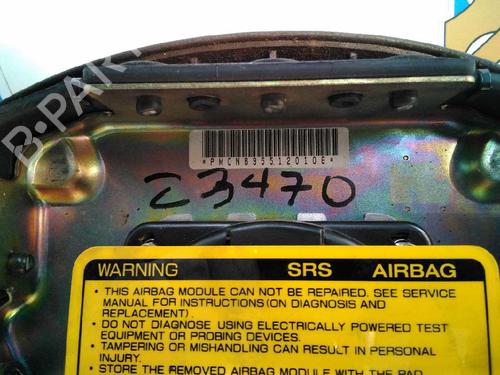 B-PARTS
*PMCN6955120106*
23470
WARNING SRS AIRBAG
• THIS AIRBAG MODULE CAN NOT BE REPAIRED. SEE SERVICE
MANUAL FOR INSTRUCTIONS (ON DIAGNOSIS AND
REPLACEMENT).
• DO NOT DIAGNOSE USING ELECTRICALLY POWERED TEST
EQUIPMENT OR PROBING DEVICES.
• TAMPERING OR MISHANDLING CAN RESULT IN PERSONAL
INJURY.
• STORE THE REMOVED AIRBAG MODULE WITH THE PAD